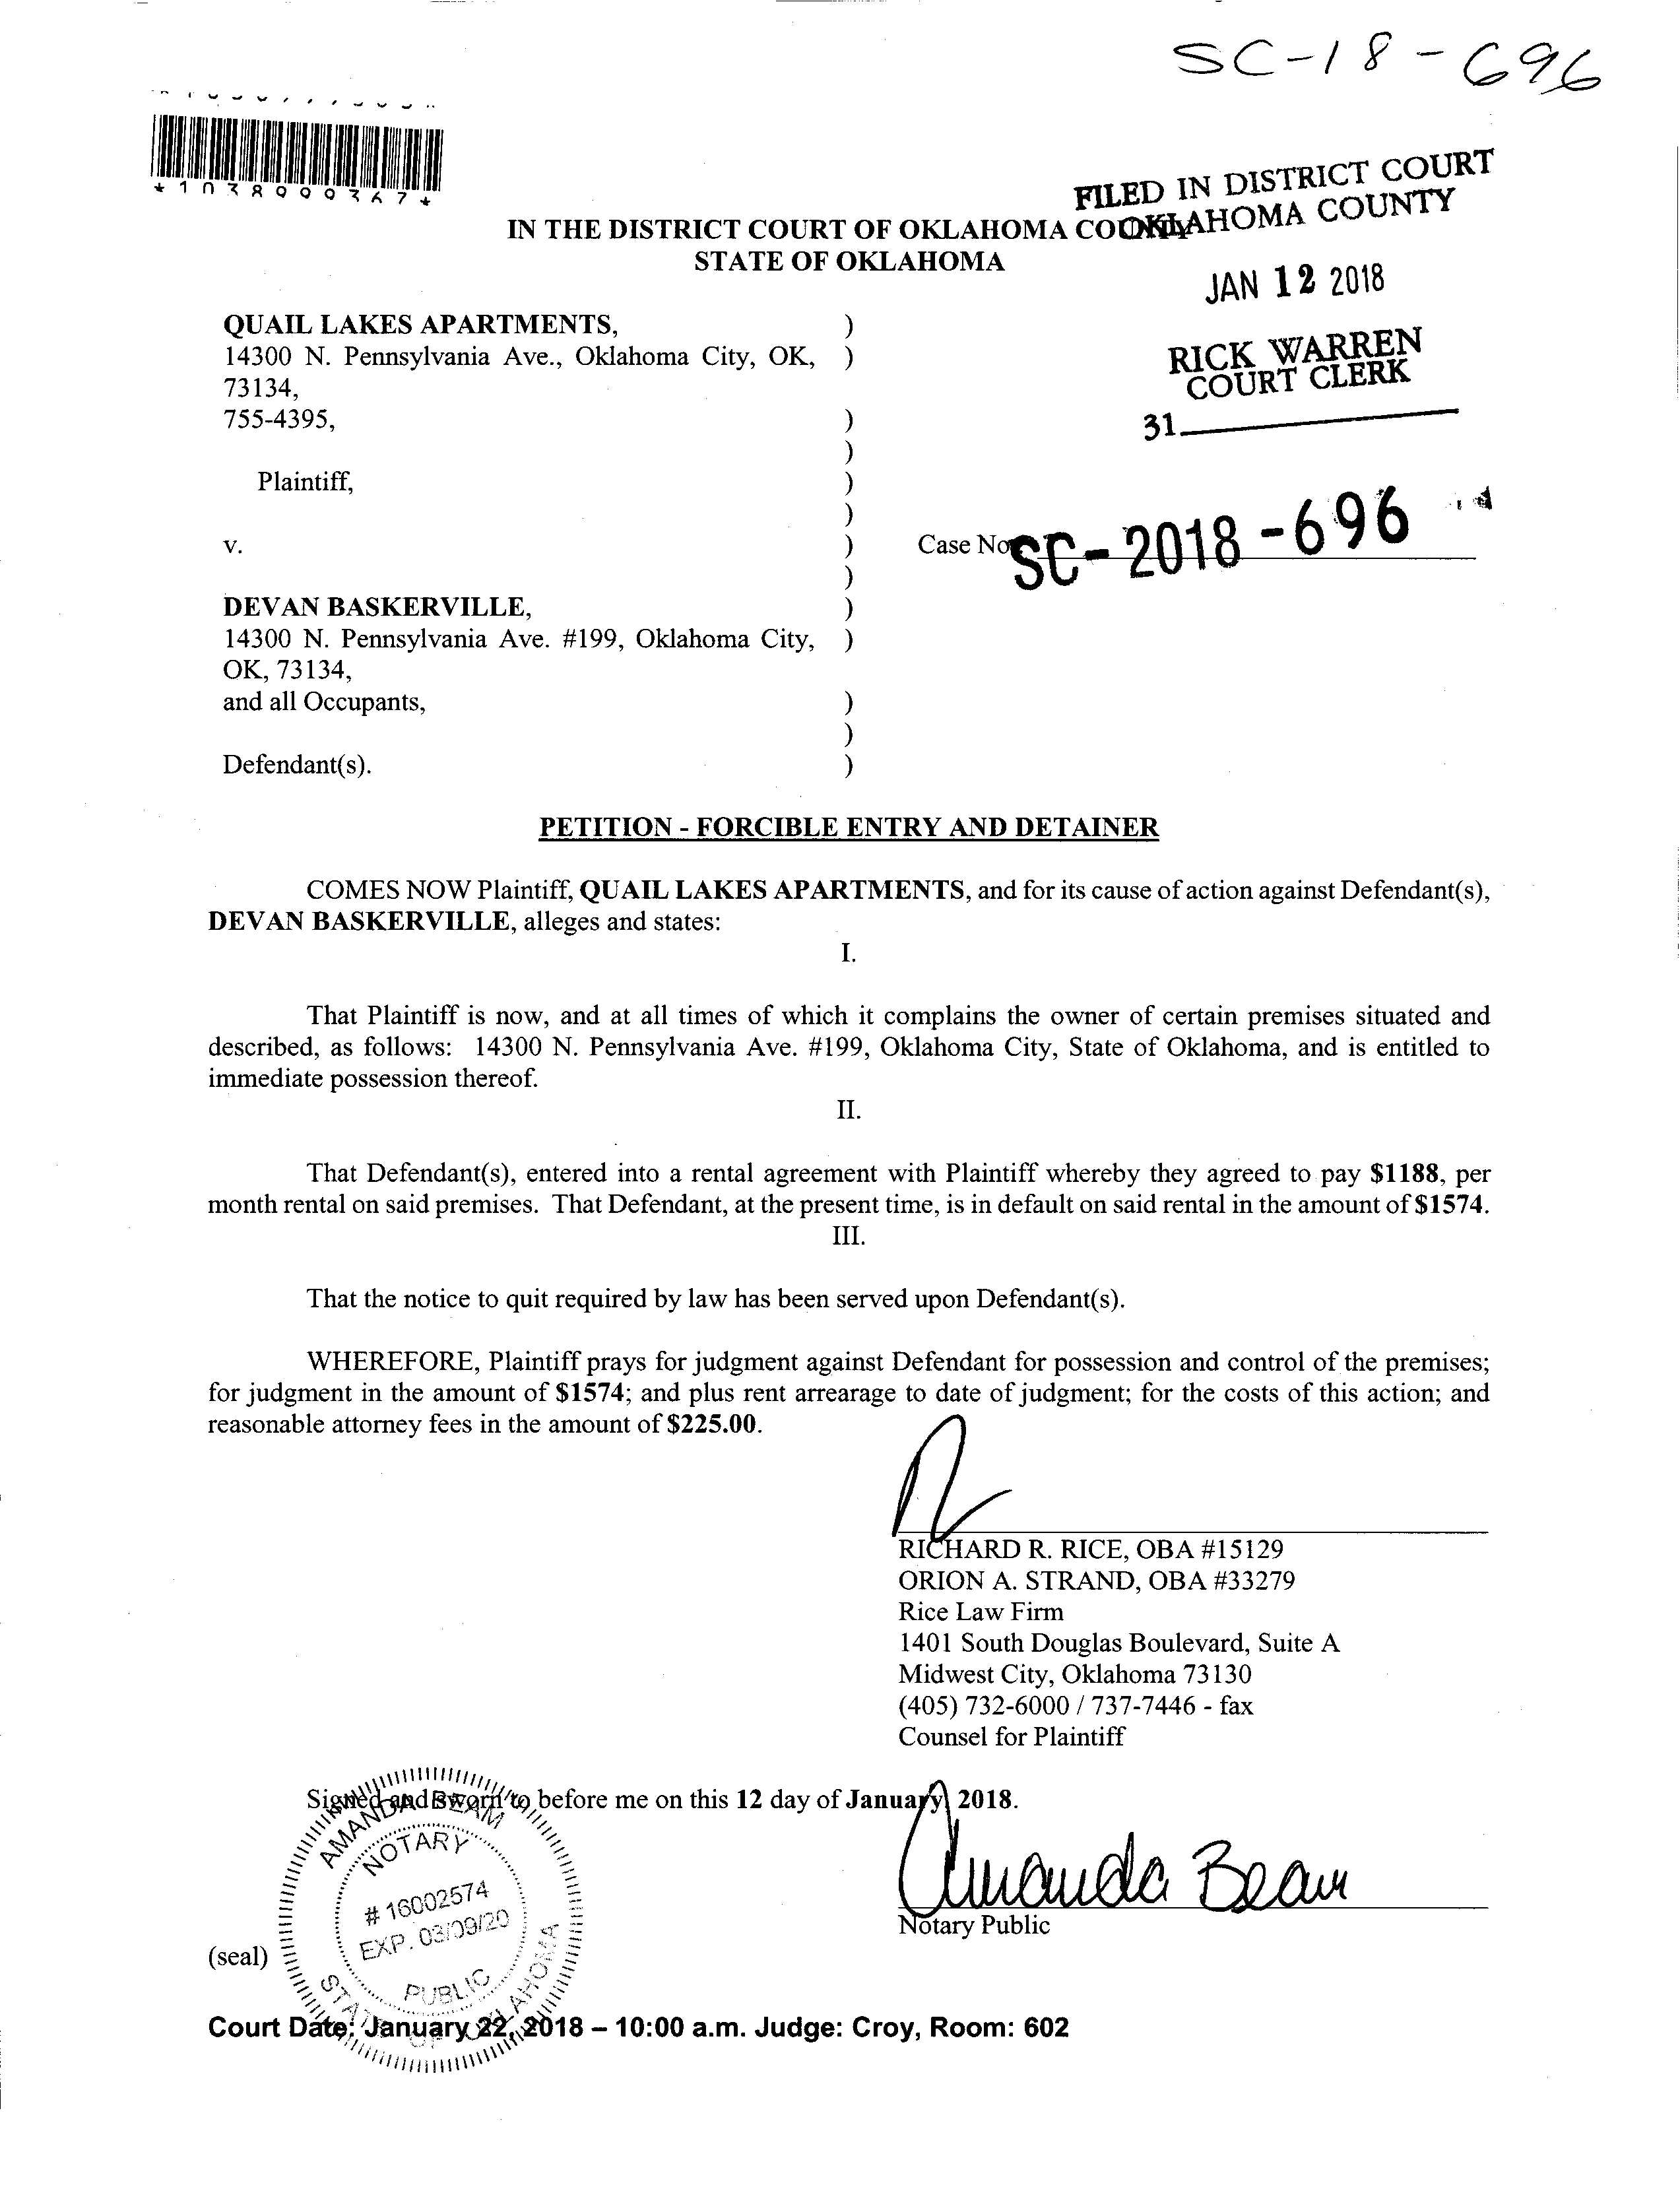 SC-18-696
*1038999367*
FILED IN DISTRICT COURT
OKLAHOMA COUNTY
IN THE DISTRICT COURT OF OKLAHOMA COUNTY
STATE OF OKLAHOMA
JAN 12 2018
RICK WARREN
COURT CLERK
31
QUAIL LAKES APARTMENTS, )
14300 N. Pennsylvania Ave., Oklahoma City, OK, )
73134,
755-4395, )
)
Plaintiff, )
)
v. )
Case No. SC-2018-696
)
DEVAN BASKERVILLE, )
14300 N. Pennsylvania Ave. #199, Oklahoma City, )
OK, 73134,
and all Occupants, )
)
Defendant(s). )
PETITION - FORCIBLE ENTRY AND DETAINER
COMES NOW Plaintiff, QUAIL LAKES APARTMENTS, and for its cause of action against Defendant(s),
DEVAN BASKERVILLE, alleges and states:
I.
That Plaintiff is now, and at all times of which it complains the owner of certain premises situated and
described, as follows: 14300 N. Pennsylvania Ave. #199, Oklahoma City, State of Oklahoma, and is entitled to
immediate possession thereof.
II.
That Defendant(s), entered into a rental agreement with Plaintiff whereby they agreed to pay $1188, per
month rental on said premises. That Defendant, at the present time, is in default on said rental in the amount of $1574.
III.
That the notice to quit required by law has been served upon Defendant(s).
WHEREFORE, Plaintiff prays for judgment against Defendant for possession and control of the premises;
for judgment in the amount of $1574; and plus rent arrearage to date of judgment; for the costs of this action; and
reasonable attorney fees in the amount of $225.00.
RICHARD R. RICE, OBA #15129
ORION A. STRAND, OBA #33279
Rice Law Firm
1401 South Douglas Boulevard, Suite A
Midwest City, Oklahoma 73130
(405) 732-6000 / 737-7446 - fax
Counsel for Plaintiff
Signed and sworn to before me on this 12 day of January, 2018.
Amanda Beam
Notary Public
AMANDA BEAM
NOTARY
# 16002574
EXP. 03/09/20
PUBLIC
STATE OF OKLAHOMA
(seal)
Court Date: January 22, 2018 – 10:00 a.m. Judge: Croy, Room: 602